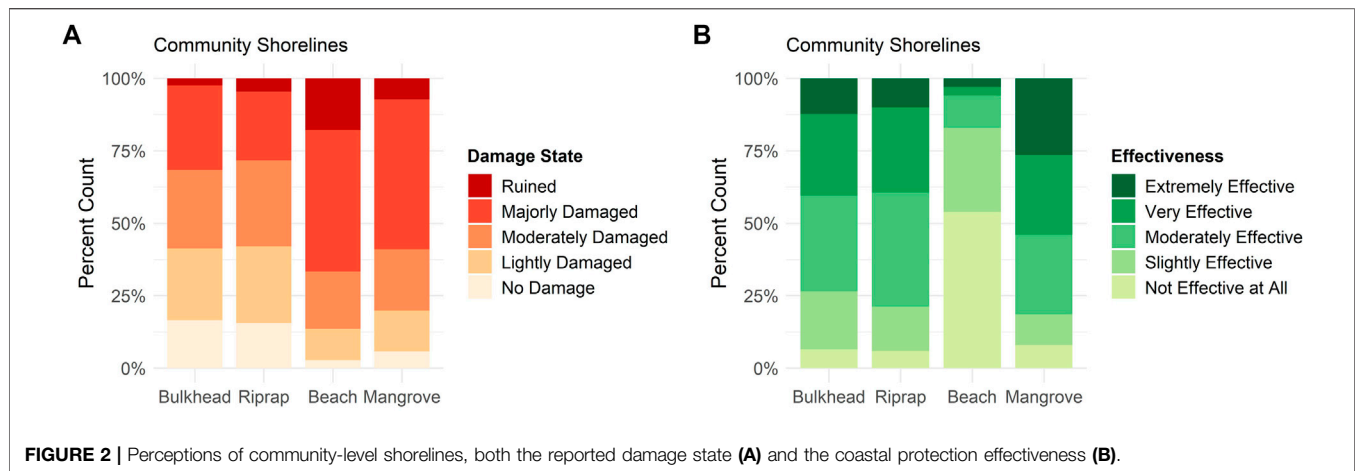 A
Community Shorelines
Percent Count
100%
75%
50%
25%
0%
Bulkhead Riprap Beach Mangrove
Damage State
Ruined
Majorly Damaged
Moderately Damaged
Lightly Damaged
No Damage
B
Community Shorelines
Percent Count
100%
75%
50%
25%
0%
Bulkhead Riprap Beach Mangrove
Effectiveness
Extremely Effective
Very Effective
Moderately Effective
Slightly Effective
Not Effective at All
FIGURE 2 | Perceptions of community-level shorelines, both the reported damage state (A) and the coastal protection effectiveness (B).